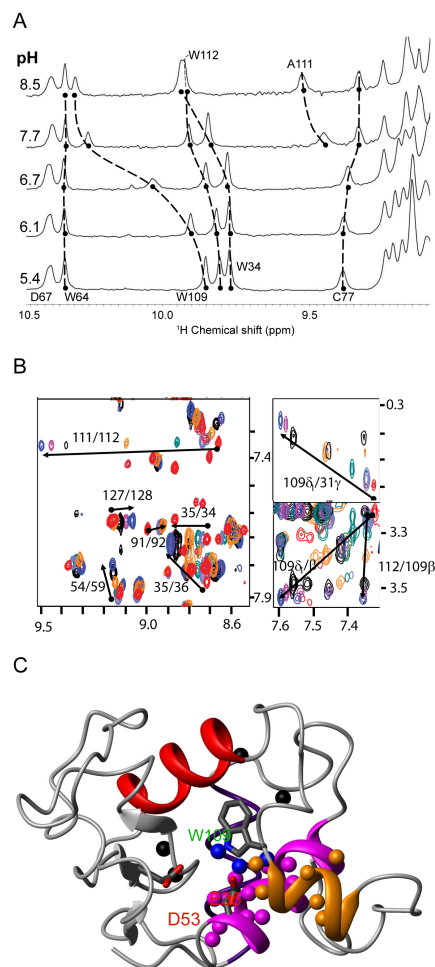 A
pH
W112
A111
8.5
7.7
6.7
6.1
W34
5.4
D67 W64 W109 C77
10.5 10.0 9.5
¹H Chemical shift (ppm)
B
0.3
111/112
7.4
109δ/31γ
127/128
35/34
3.3
91/92
109δ/
112/109β
54/59
35/36
3.5
7.9
9.5 9.0 8.6
7.6 7.5 7.4
C
W109
D53